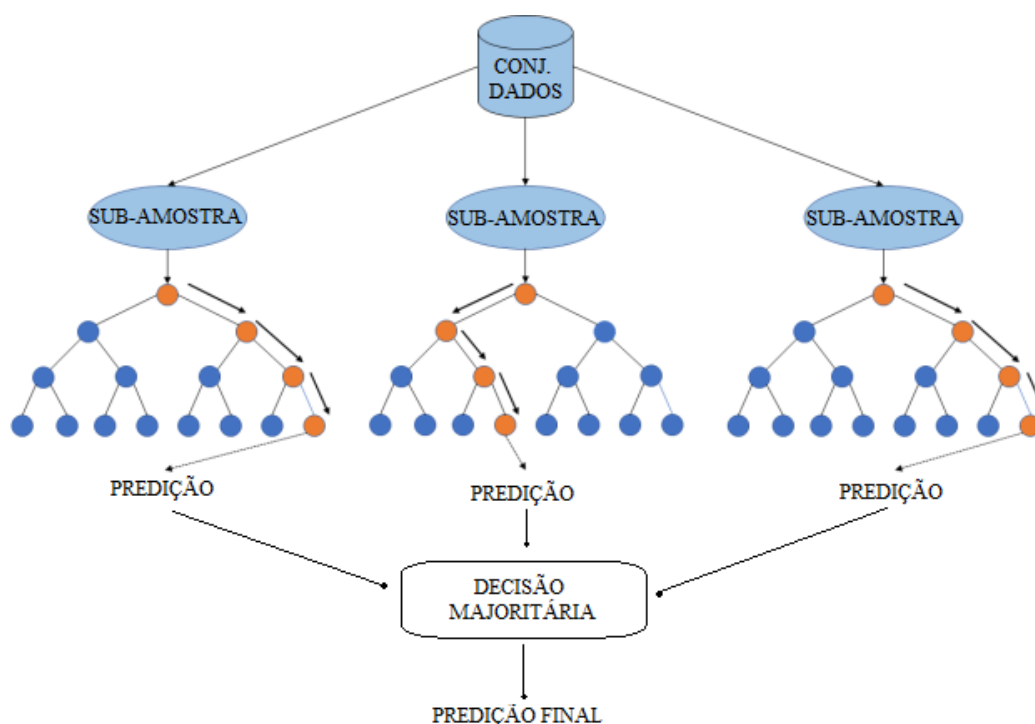 CONJ.
DADOS
SUB-AMOSTRA
SUB-AMOSTRA
SUB-AMOSTRA
PREDIÇÃO
PREDIÇÃO
PREDIÇÃO
DECISÃO
MAJORITÁRIA
PREDIÇÃO FINAL